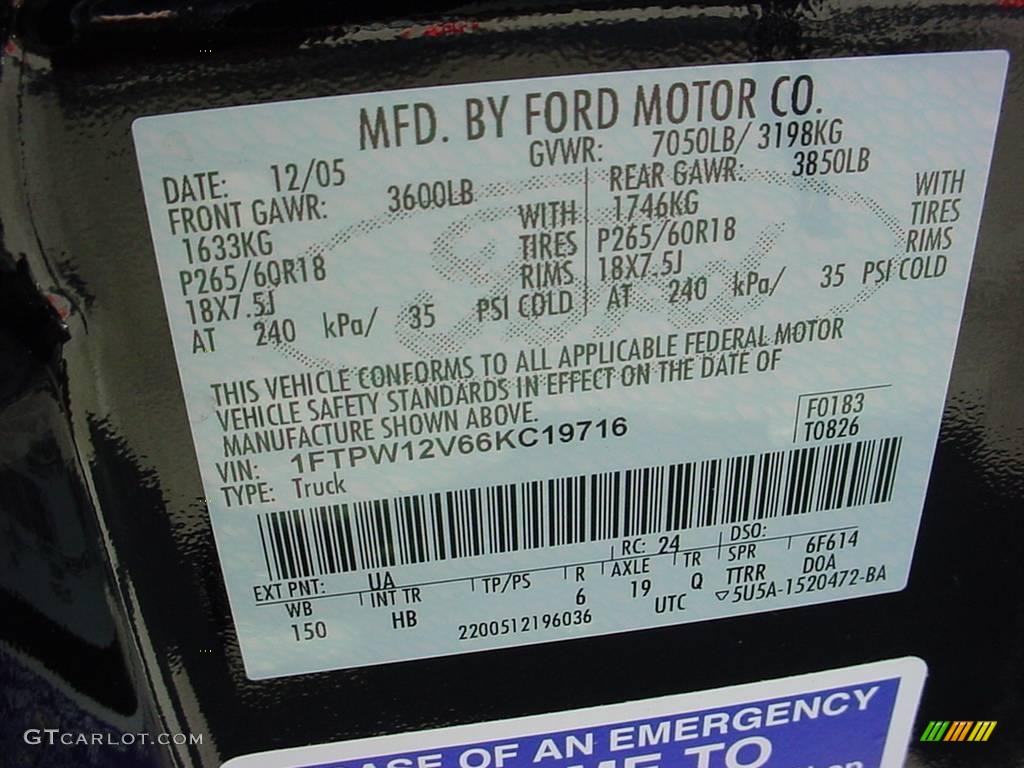 MFD. BY FORD MOTOR CO.
DATE: 12/05 GVWR: 7050LB/ 3198KG
FRONT GAWR: 3600LB REAR GAWR: 3850LB
1633KG WITH 1746KG WITH
P265/60R18 TIRES P265/60R18 TIRES
18X7.5J RIMS 18X7.5J RIMS
AT 240 kPa/ 35 PSI COLD AT 240 kPa/ 35 PSI COLD
THIS VEHICLE CONFORMS TO ALL APPLICABLE FEDERAL MOTOR
VEHICLE SAFETY STANDARDS IN EFFECT ON THE DATE OF
MANUFACTURE SHOWN ABOVE.
VIN: 1FTPW12V66KC19716 F0183
TYPE: Truck T0826
EXT PNT: UA RC: 24 DSO:
WB INT TR TP/PS R AXLE TR SPR 6F614
150 HB 6 19 Q TTRR D0A
2200512196036 UTC ▽5U5A-1520472-BA
OF AN EMERGENCY
TO
GTCARLOT.COM